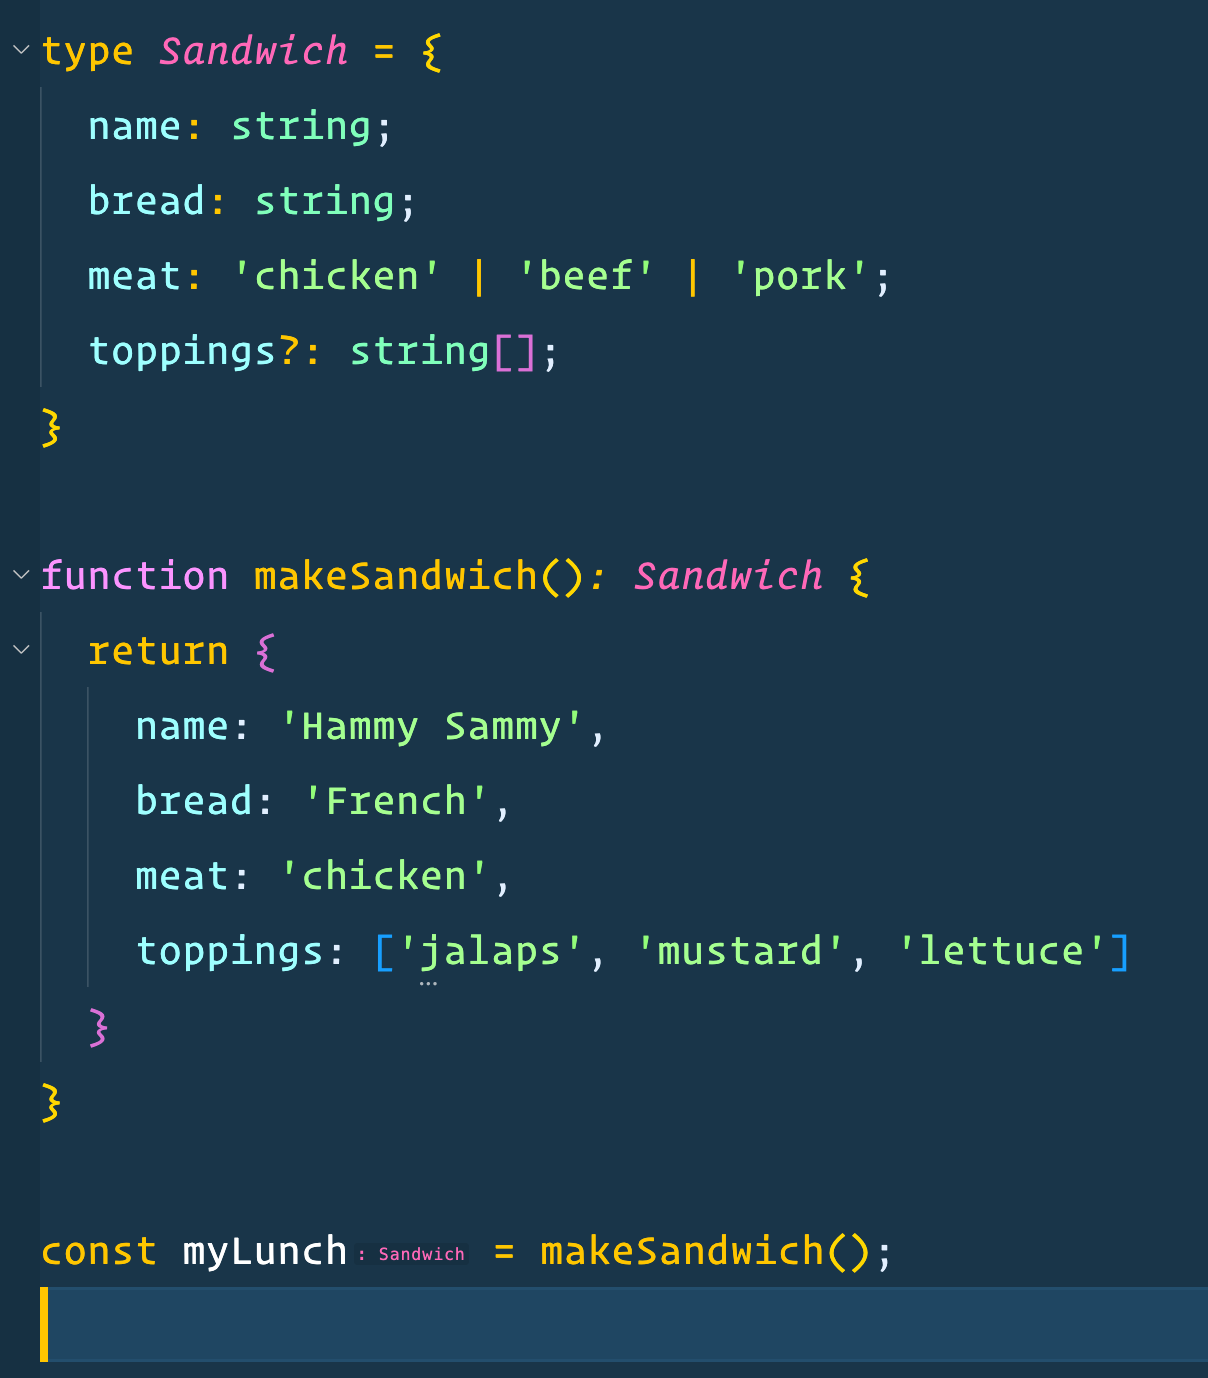 type Sandwich = {
name: string;
bread: string;
meat: 'chicken' | 'beef' | 'pork';
toppings?: string[];
}
function makeSandwich(): Sandwich {
return {
name: 'Hammy Sammy',
bread: 'French',
meat: 'chicken',
toppings: ['jalaps', 'mustard', 'lettuce']
}
}
const myLunch : Sandwich = makeSandwich();